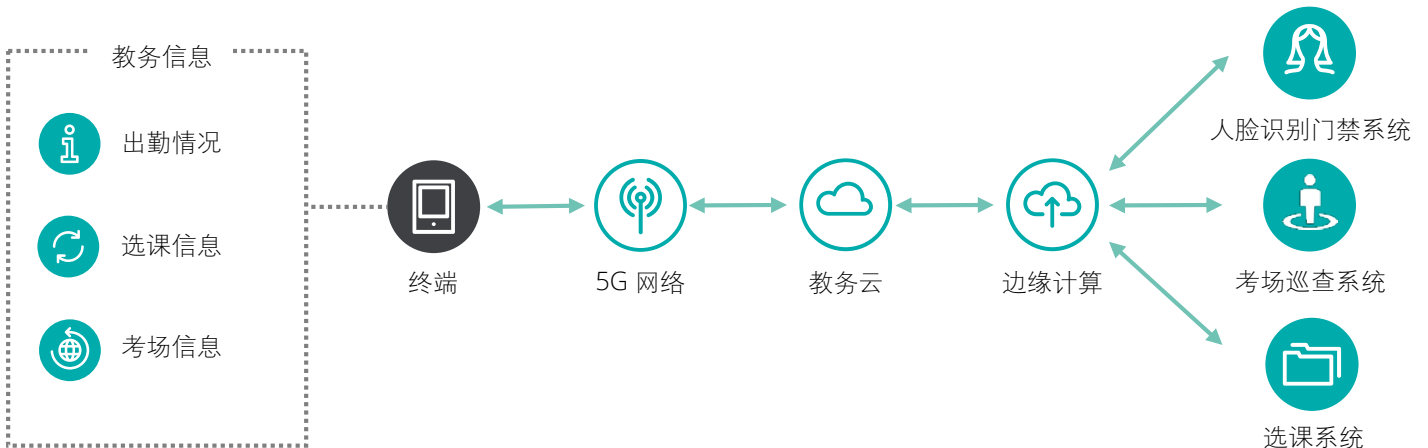 教务信息
出勤情况
选课信息
考场信息
终端
5G 网络
教务云
边缘计算
人脸识别门禁系统
考场巡查系统
选课系统